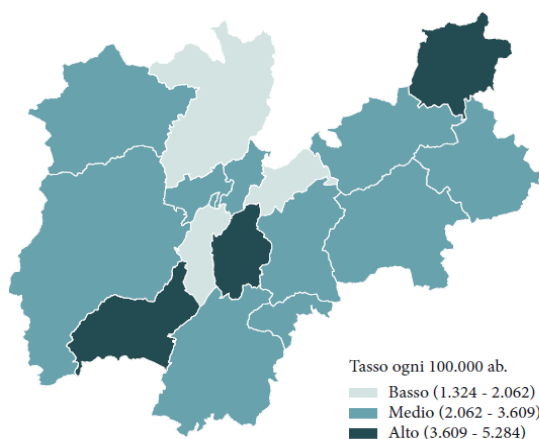 Tasso ogni 100.000 ab.
Basso (1.324 - 2.062)
Medio (2.062 - 3.609)
Alto (3.609 - 5.284)